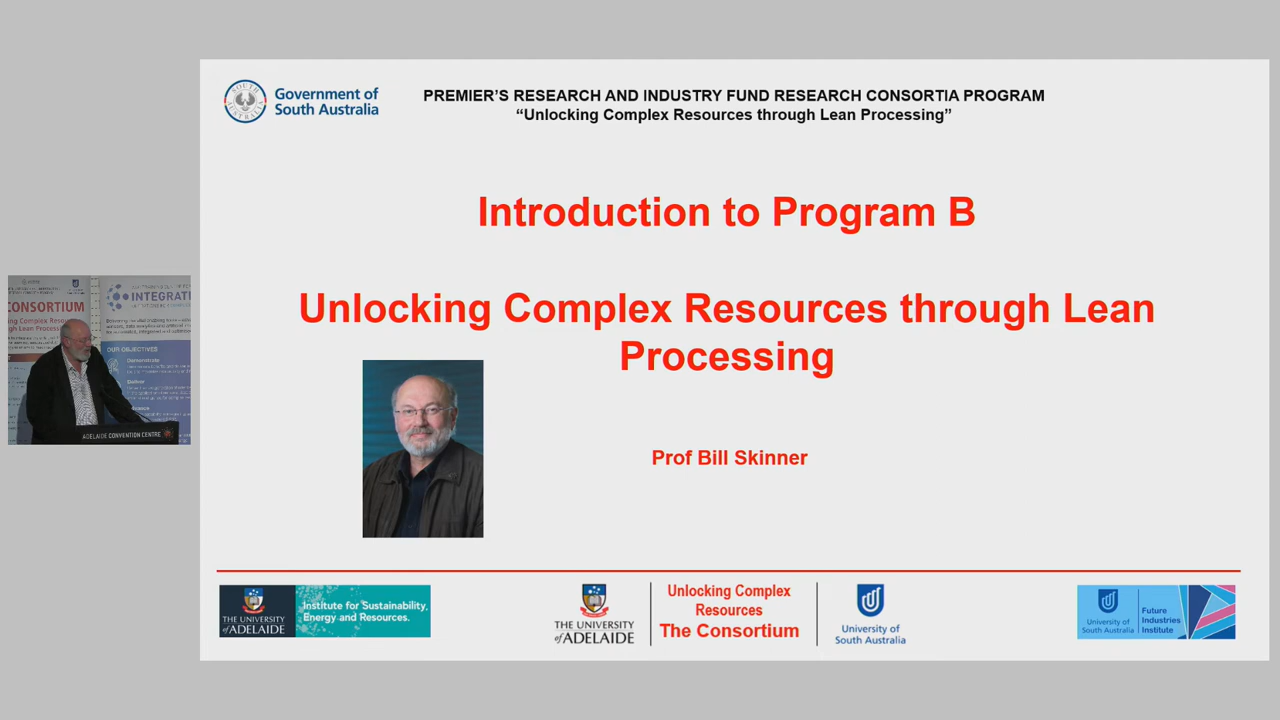 Government of
South Australia
PREMIER'S RESEARCH AND INDUSTRY FUND RESEARCH CONSORTIA PROGRAM
“Unlocking Complex Resources through Lean Processing”
Introduction to Program B
Unlocking Complex Resources through Lean
Processing
Prof Bill Skinner
CONSORTIUM
INTEGRAT
OUR OBJECTIVES
Demonstrate
Deliver
ADELAIDE CONVENTION CENTRE
THE UNIVERSITY
of ADELAIDE
Institute for Sustainability,
Energy and Resources.
THE UNIVERSITY
of ADELAIDE
Unlocking Complex
Resources
The Consortium
University of
South Australia
University of
South Australia
Future
Industries
Institute